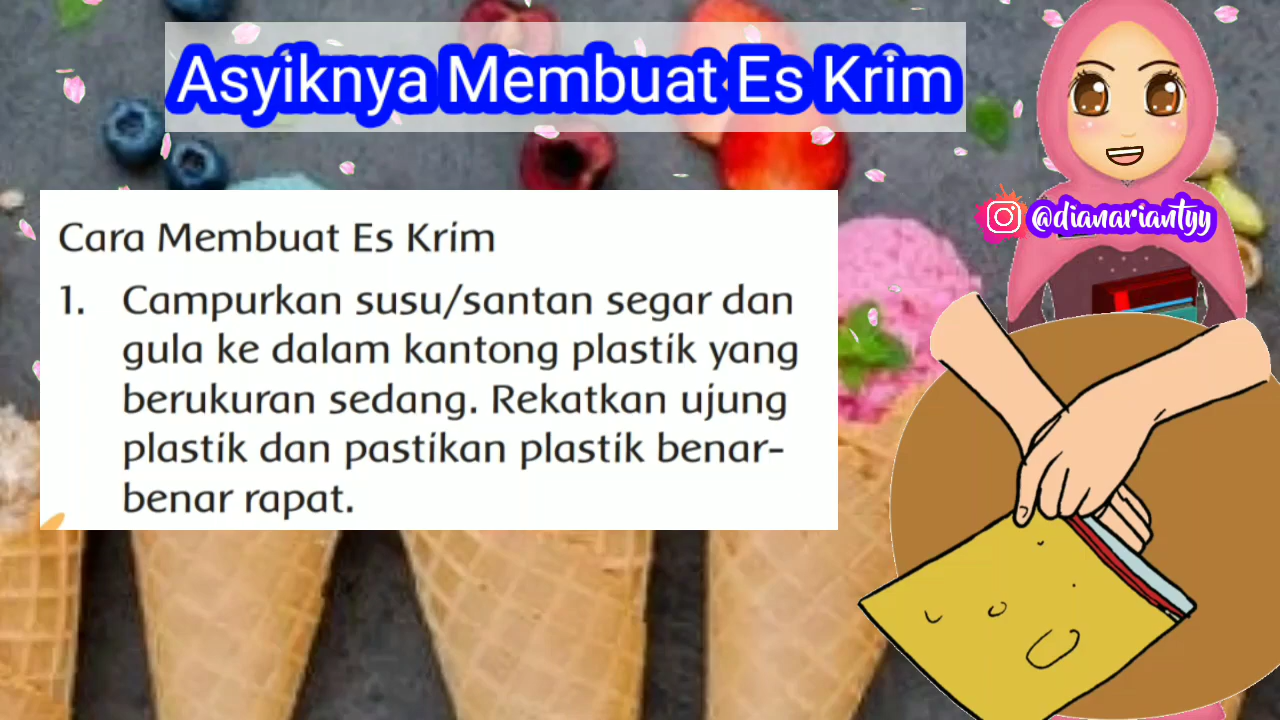 Asyiknya Membuat Es Krim
@dianariantyy
Cara Membuat Es Krim
1. Campurkan susu/santan segar dan
gula ke dalam kantong plastik yang
berukuran sedang. Rekatkan ujung
plastik dan pastikan plastik benar-
benar rapat.